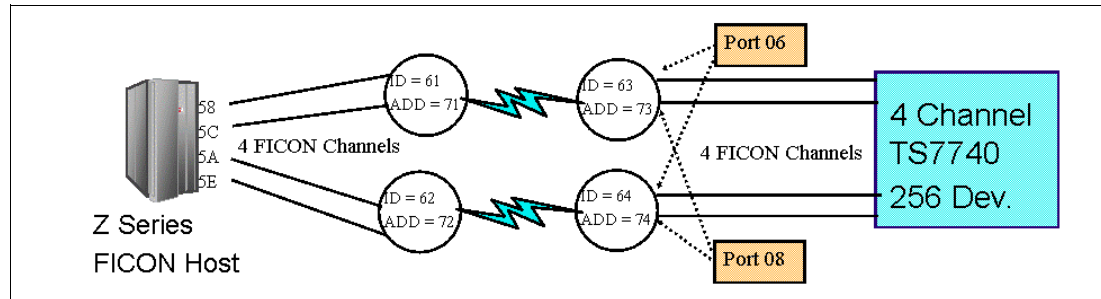 58
5C
5A
5E
4 FICON Channels
Z Series
FICON Host
ID = 61
ADD = 71
ID = 62
ADD = 72
ID = 63
ADD = 73
ID = 64
ADD = 74
Port 06
4 FICON Channels
Port 08
4 Channel
TS7740
256 Dev.